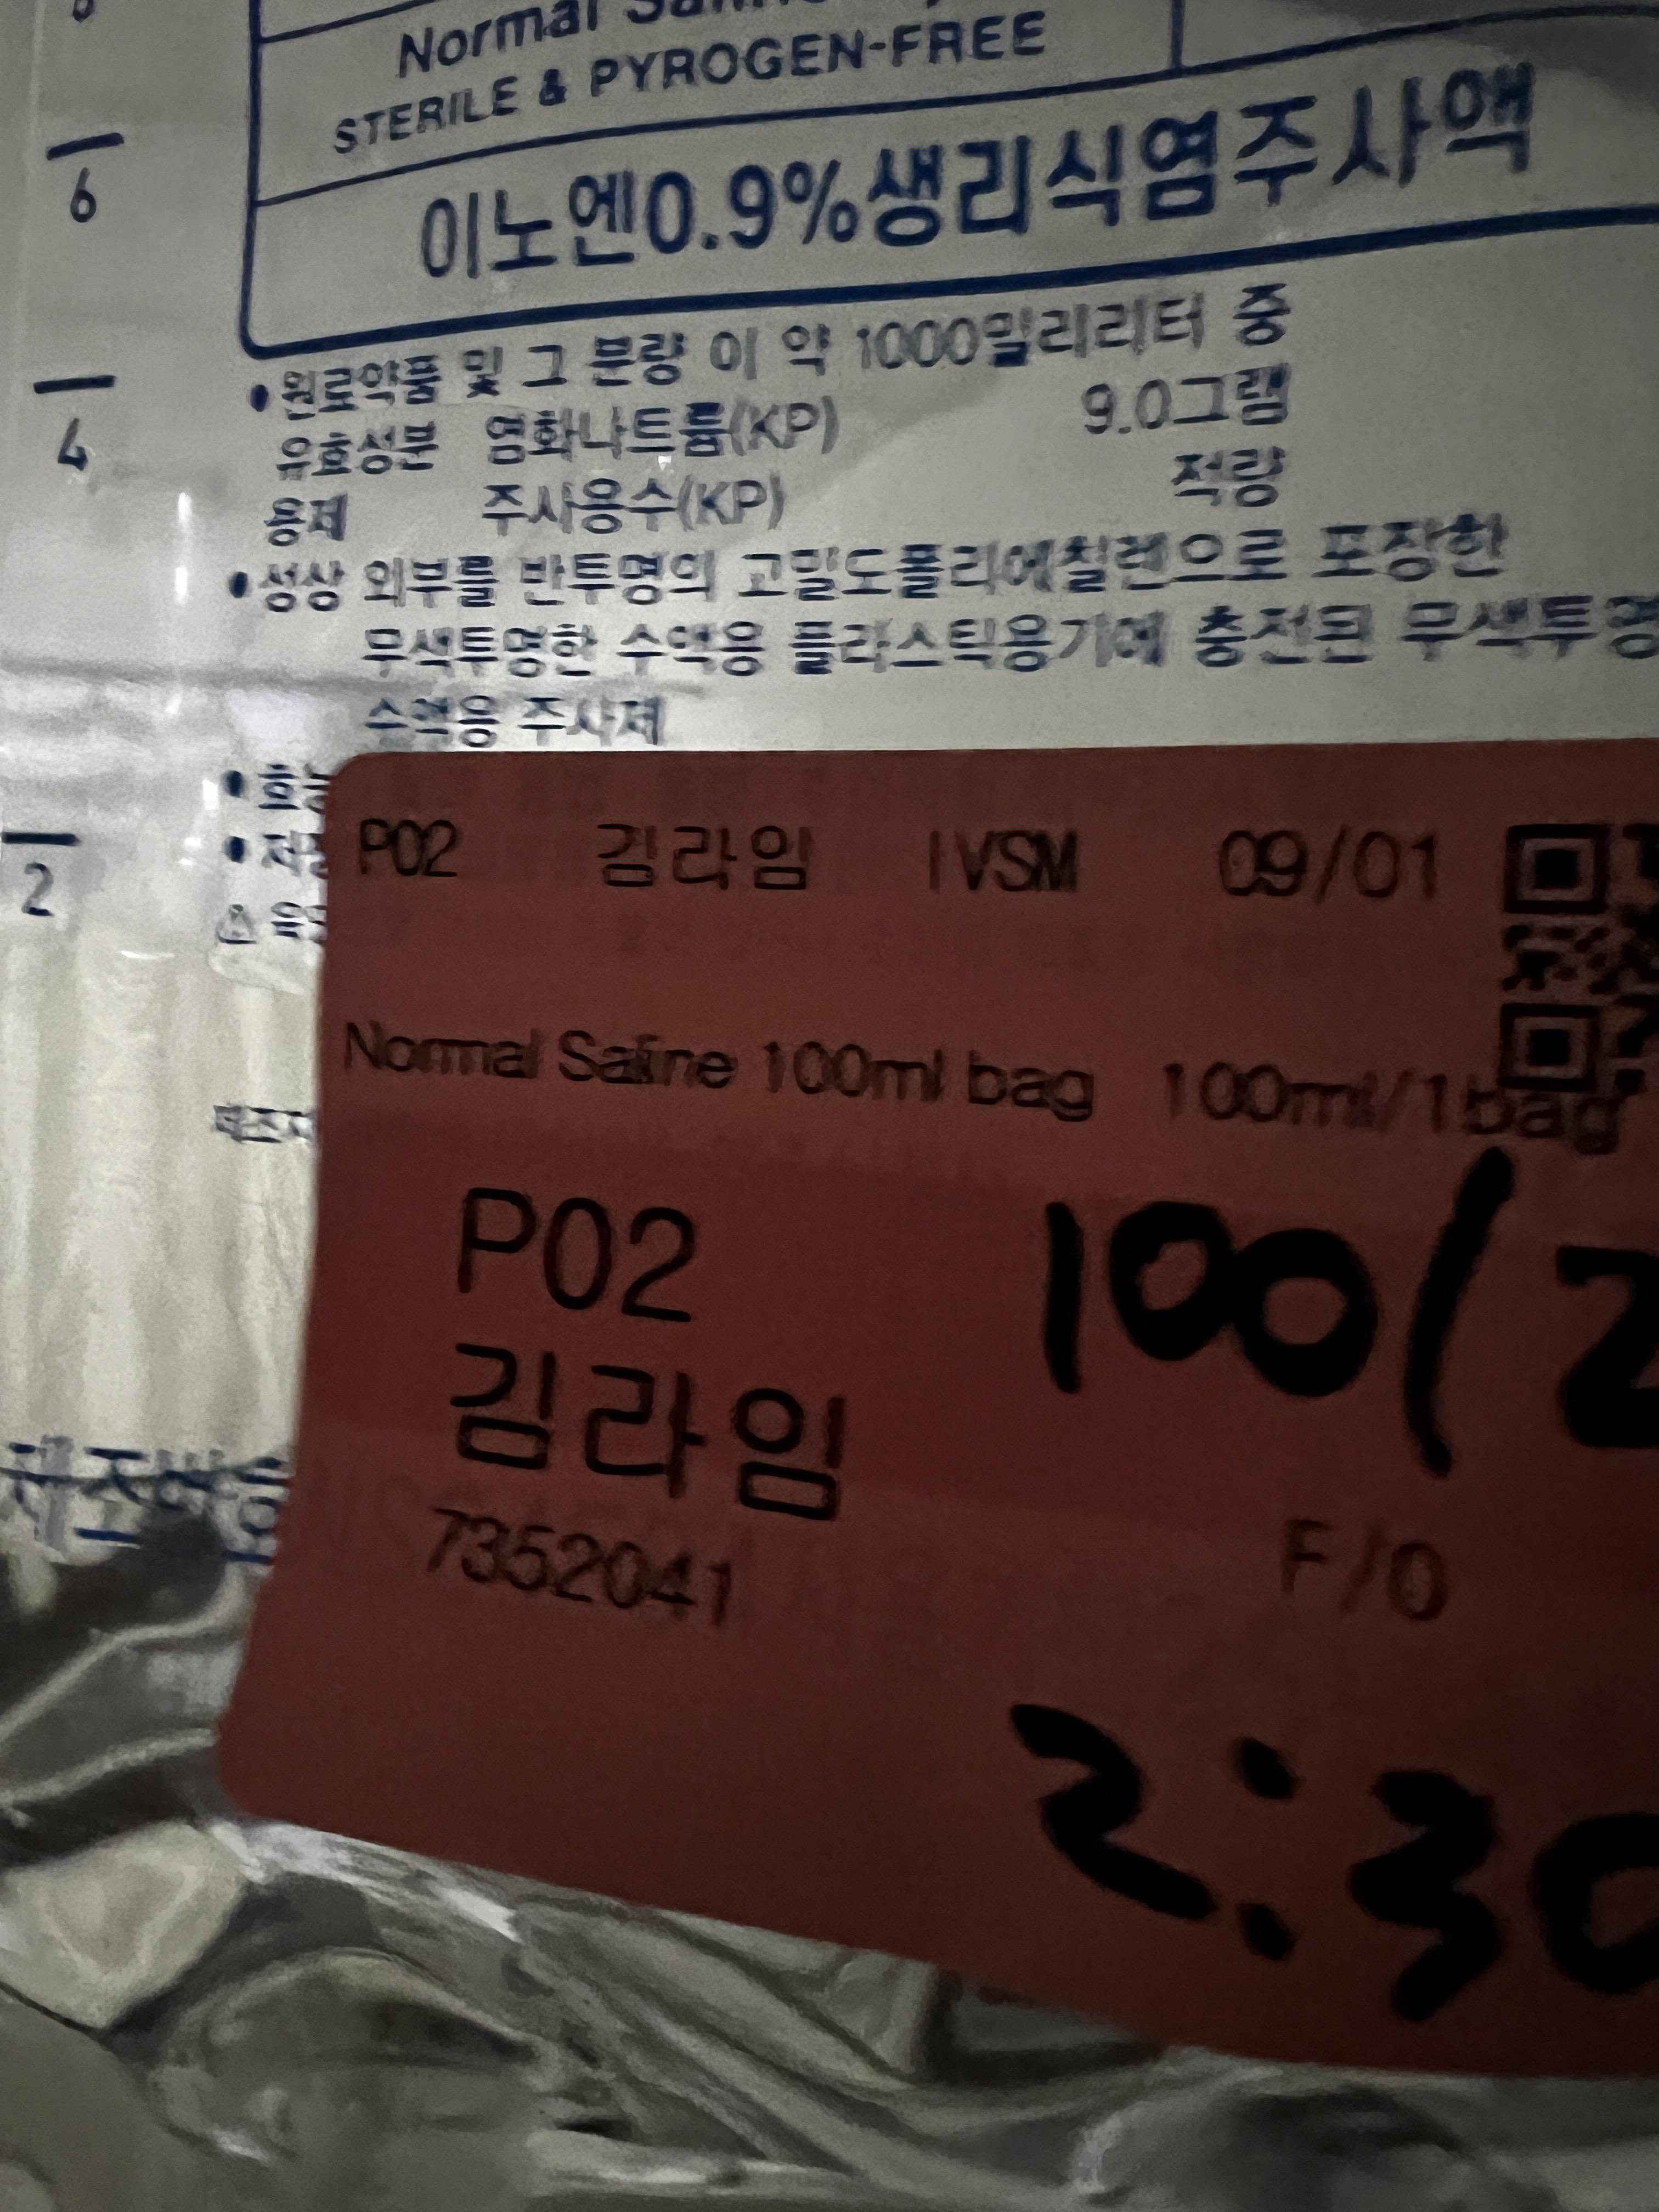 Normal
STERILE & PYROGEN-FREE
이노엔0.9%생리식염주사액
6
• 원료약품 및 그 분량 이 약 1000밀리리터 중
유효성분 염화나트륨(KP) 9.0그램
4
용제 주사용수(KP) 적량
• 성상 외부를 반투명의 고밀도폴리에칠렌으로 포장한
무색투명한 수액용 플라스틱용기에 충전된 무색투명
수액용 주사제
2
P02 김라임 IVSM 09/01
Normal Saline 100ml bag 100ml/1bag
P02 100(2
김라임
7352041 F/0
2:30